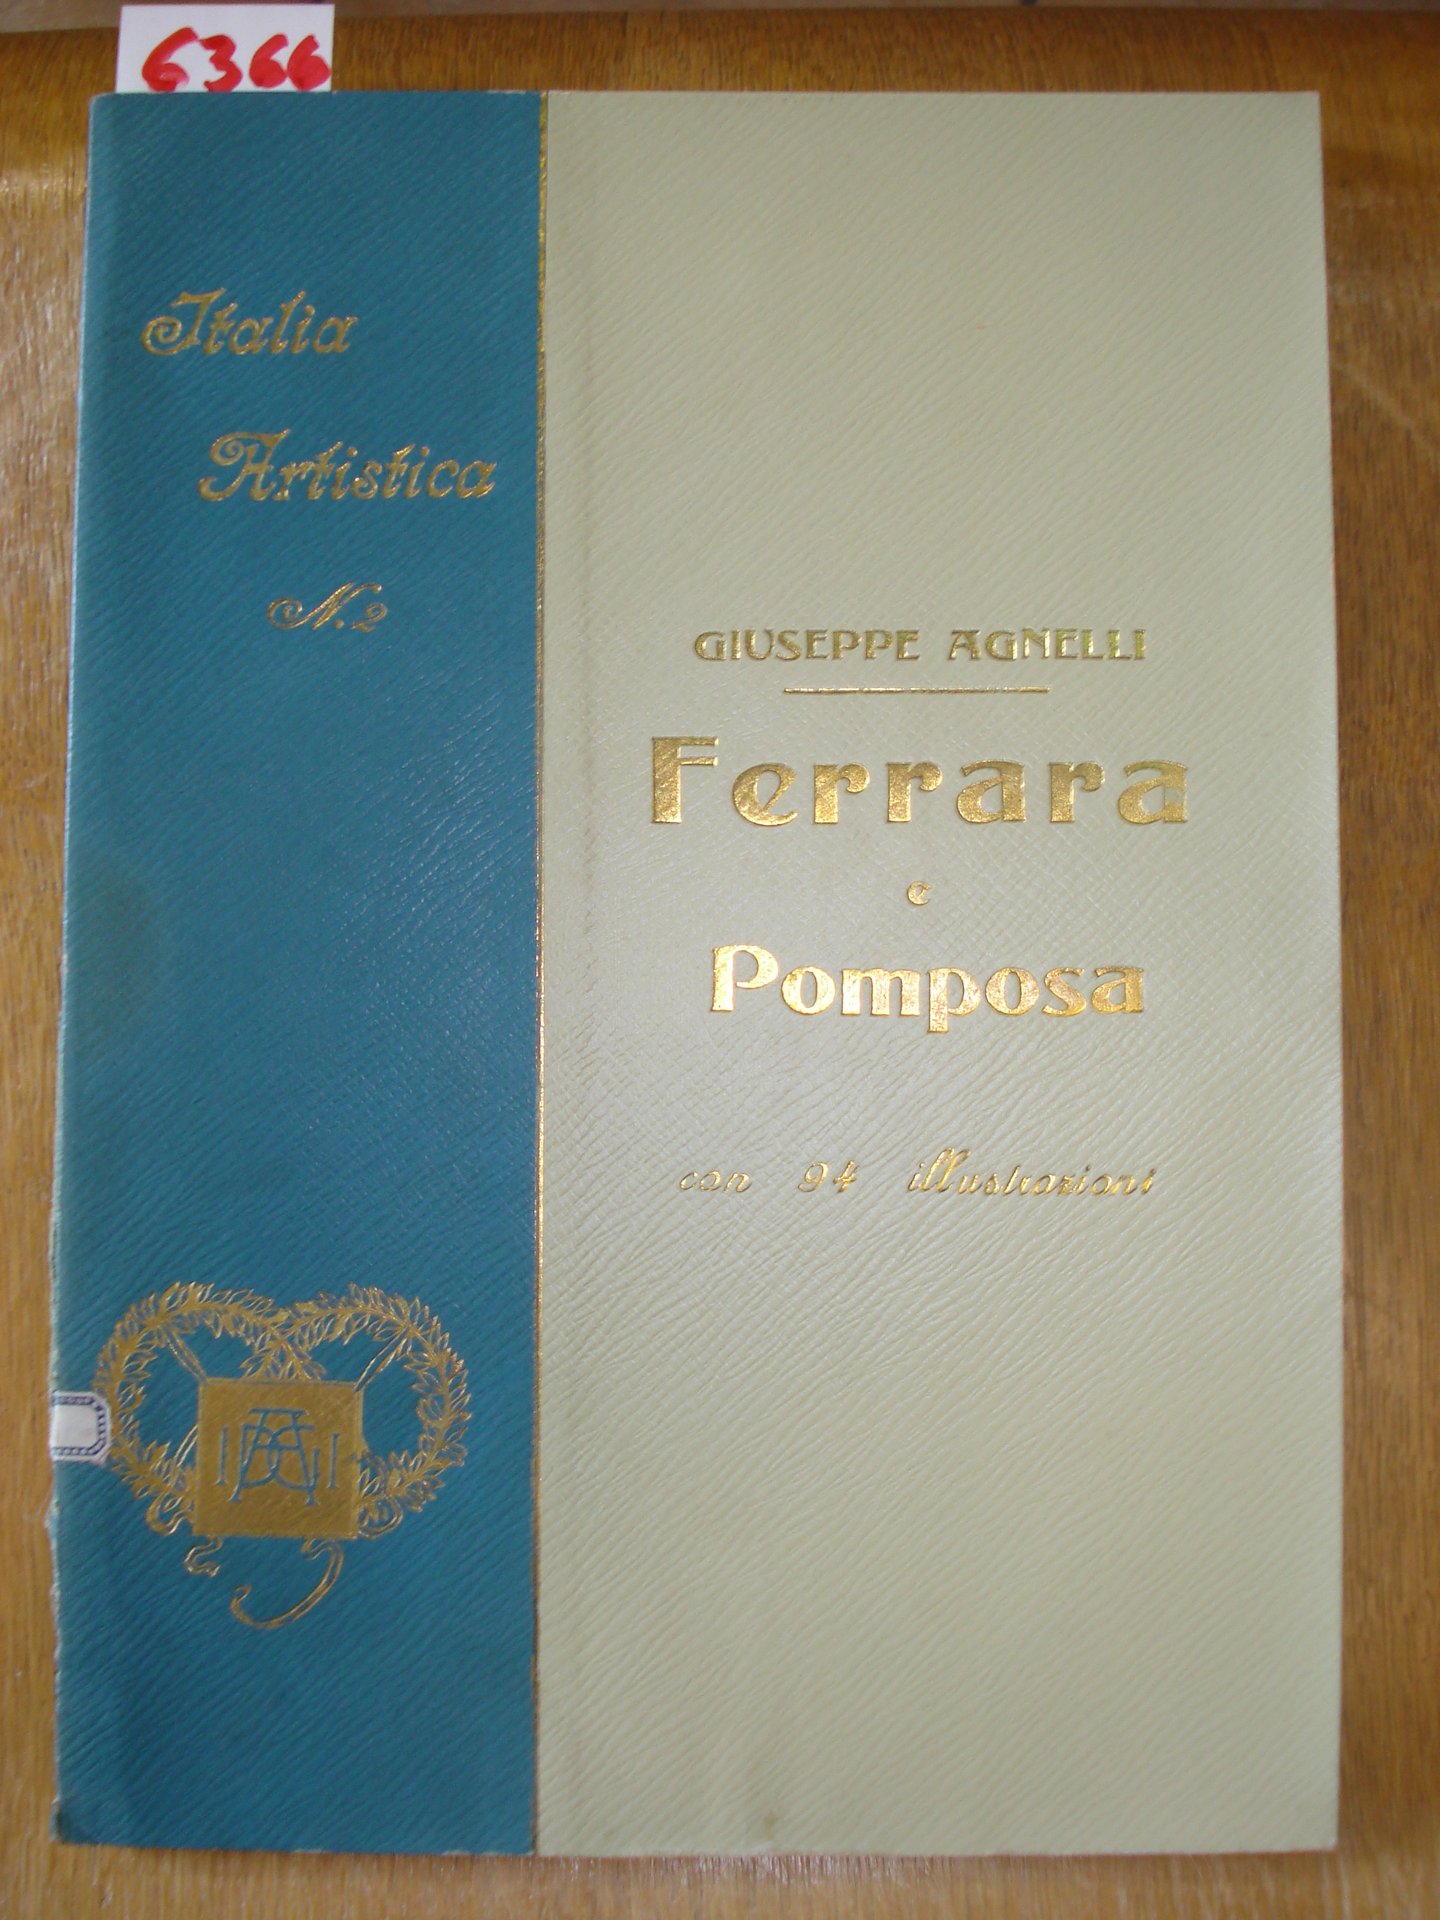 6366
Italia
Artistica
N. 2
GIUSEPPE AGNELLI
Ferrara
e
Pomposa
con 94 illustrazioni